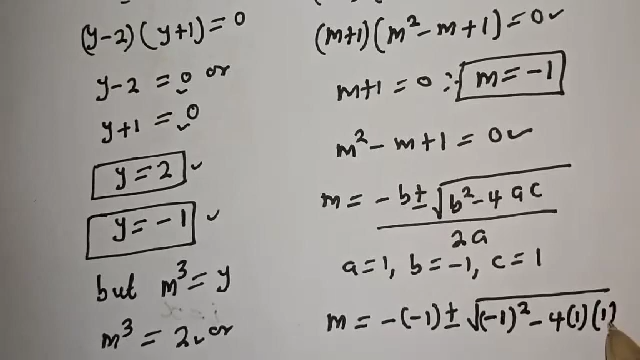 (y-2)(y+1)=0
y-2=0 or
y+1=0
y=2
y=-1
but m³=y
m³=2 or
(m+1)(m²-m+1)=0
m+1=0 ∴ m=-1
m²-m+1=0
m = -b±√b²-4ac
2a
a=1, b=-1, c=1
m = -(-1)±√(-1)²-4(1)(1)